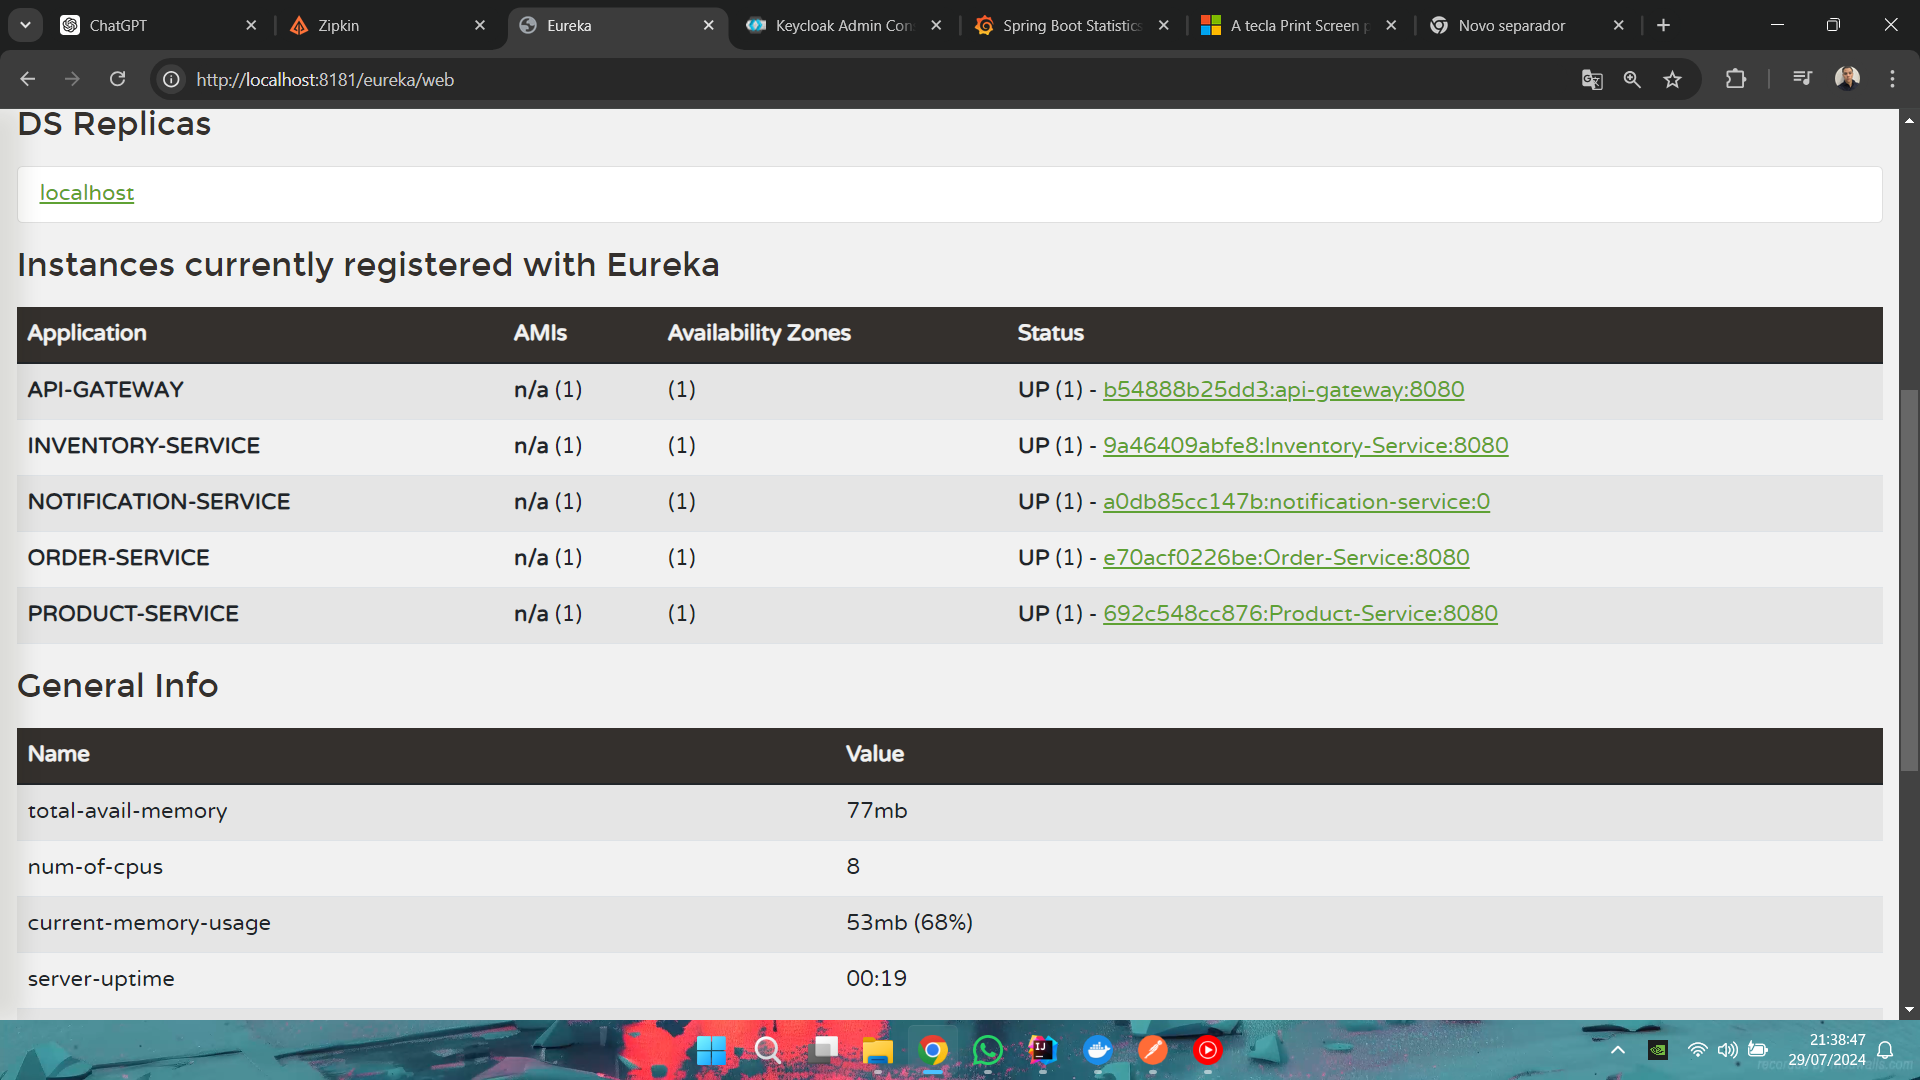 ChatGPT
Zipkin
Eureka
Keycloak Admin Con
Spring Boot Statistics
A tecla Print Screen p
Novo separador
http://localhost:8181/eureka/web
DS Replicas
localhost
Instances currently registered with Eureka
Application AMIs Availability Zones Status
API-GATEWAY n/a (1) (1) UP (1) - b54888b25dd3:api-gateway:8080
INVENTORY-SERVICE n/a (1) (1) UP (1) - 9a46409abfe8:Inventory-Service:8080
NOTIFICATION-SERVICE n/a (1) (1) UP (1) - a0db85cc147b:notification-service:0
ORDER-SERVICE n/a (1) (1) UP (1) - e70acf0226be:Order-Service:8080
PRODUCT-SERVICE n/a (1) (1) UP (1) - 692c548cc876:Product-Service:8080
General Info
Name Value
total-avail-memory 77mb
num-of-cpus 8
current-memory-usage 53mb (68%)
server-uptime 00:19
21:38:47
29/07/2024